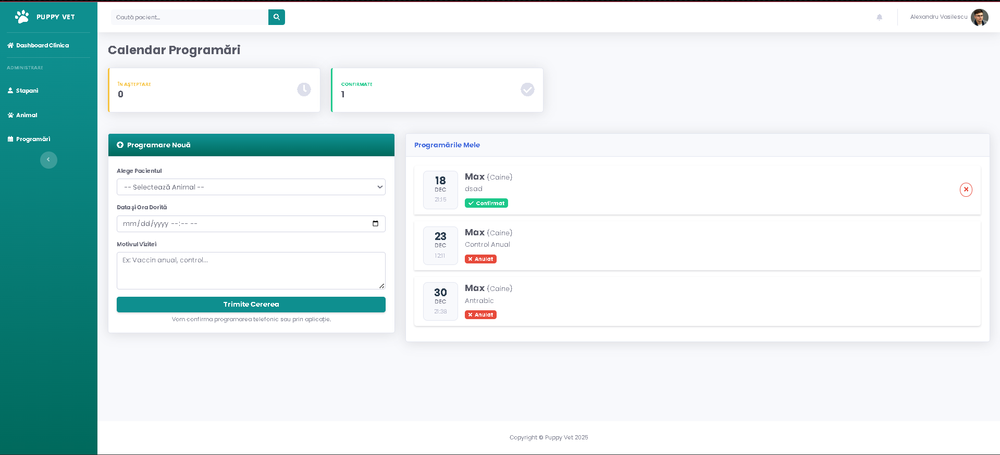 PUPPY VET
Caută pacient...
Alexandru Vasilescu
Dashboard Clinica
ADMINISTRARE
Stapani
Animal
Programări
Calendar Programări
ÎN AȘTEPTARE
0
CONFIRMATE
1
Programare Nouă
Alege Pacientul
-- Selectează Animal --
Data și Ora Dorită
mm/dd/yyyy --:-- --
Motivul Vizitei
Ex: Vaccin anual, control...
Trimite Cererea
Vom confirma programarea telefonic sau prin aplicație.
Programările Mele
18
DEC
21:15
Max (Caine)
dsad
Confirmat
23
DEC
12:11
Max (Caine)
Control Anual
Anulat
30
DEC
21:38
Max (Caine)
Antrabic
Anulat
Copyright © Puppy Vet 2025